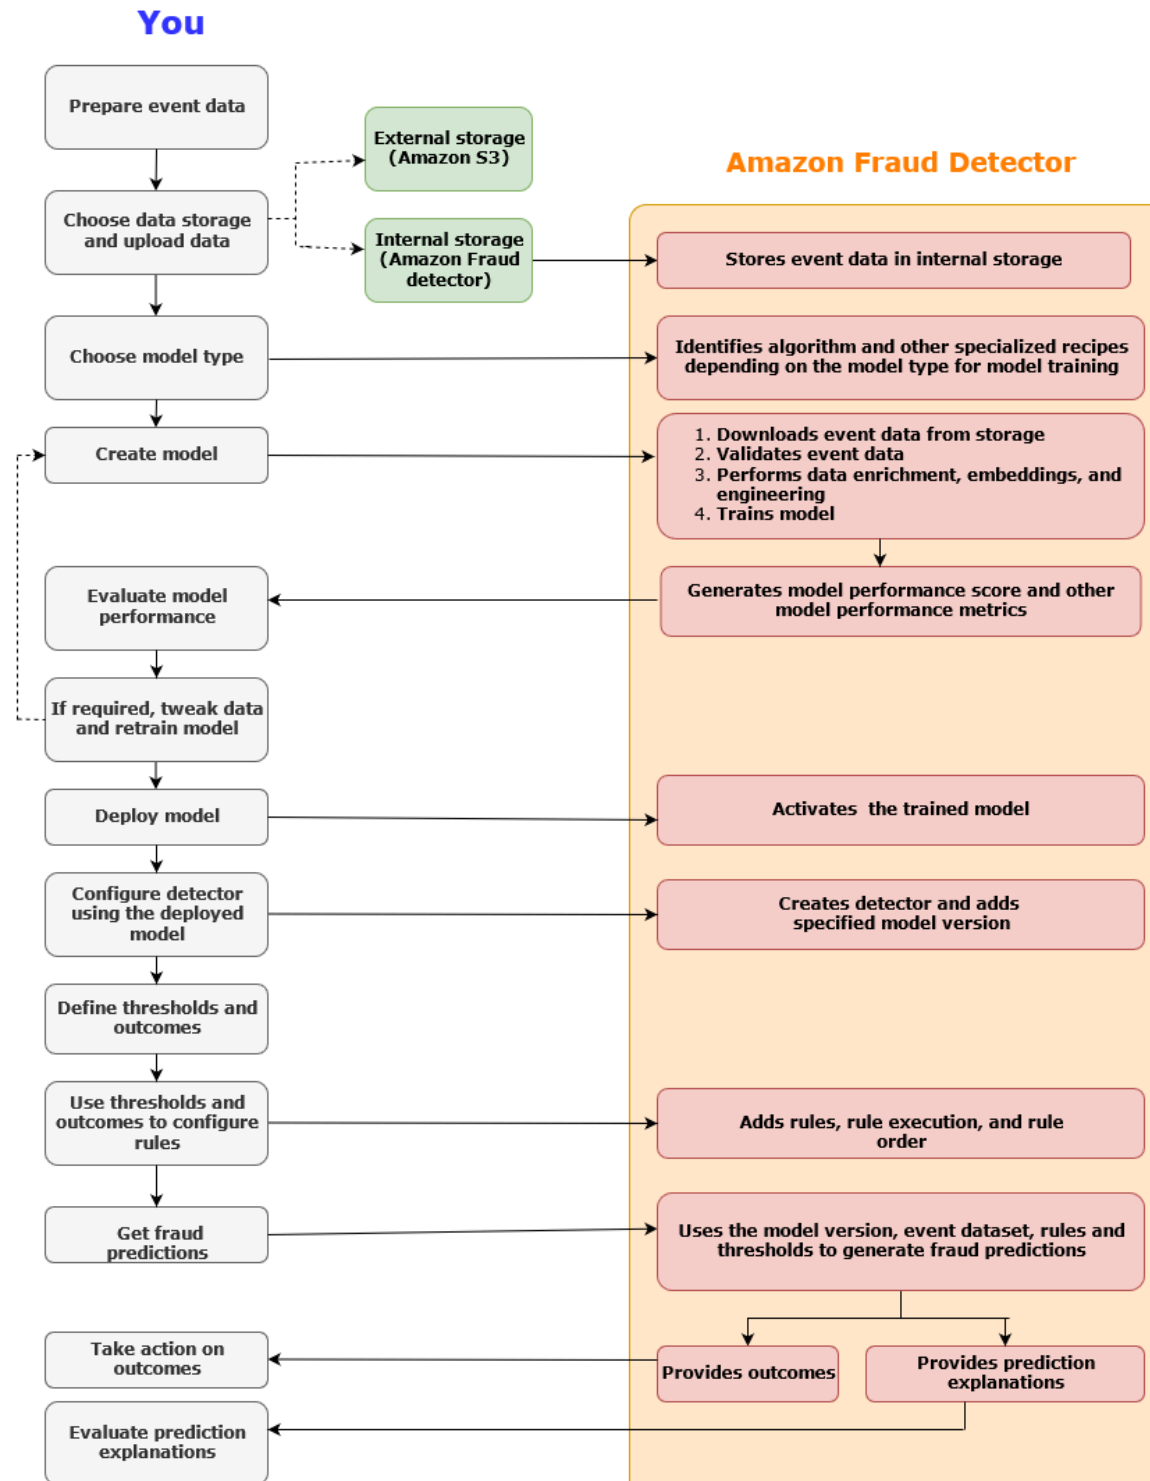 You
Prepare event data
External storage
(Amazon S3)
Amazon Fraud Detector
Choose data storage
and upload data
Internal storage
(Amazon Fraud
detector)
Stores event data in internal storage
Choose model type
Identifies algorithm and other specialized recipes
depending on the model type for model training
Create model
1. Downloads event data from storage
2. Validates event data
3. Performs data enrichment, embeddings, and
engineering
4. Trains model
Evaluate model
performance
Generates model performance score and other
model performance metrics
If required, tweak data
and retrain model
Deploy model
Activates the trained model
Configure detector
using the deployed
model
Creates detector and adds
specified model version
Define thresholds and
outcomes
Use thresholds and
outcomes to configure
rules
Adds rules, rule execution, and rule
order
Get fraud
predictions
Uses the model version, event dataset, rules and
thresholds to generate fraud predictions
Take action on
outcomes
Provides outcomes
Provides prediction
explanations
Evaluate prediction
explanations